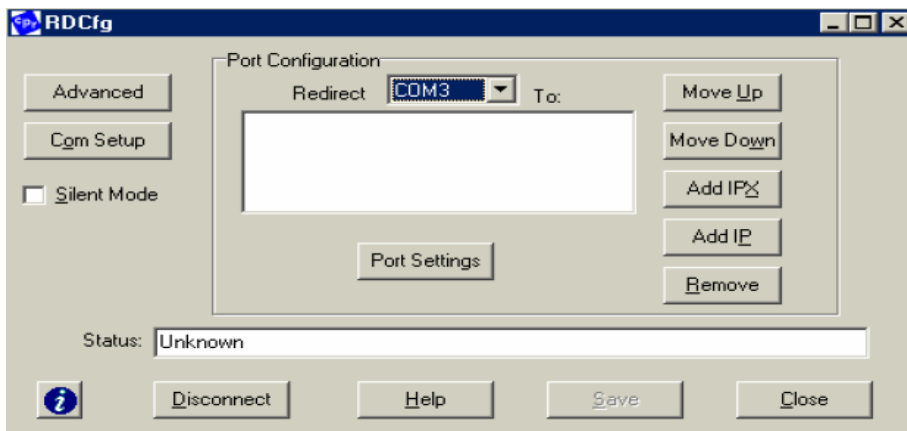 RDCfg
Port Configuration
Advanced
Redirect COM3 To:
Move Up
Com Setup
Move Down
Silent Mode
Add IPX
Add IP
Port Settings
Remove
Status: Unknown
Disconnect
Help
Save
Close